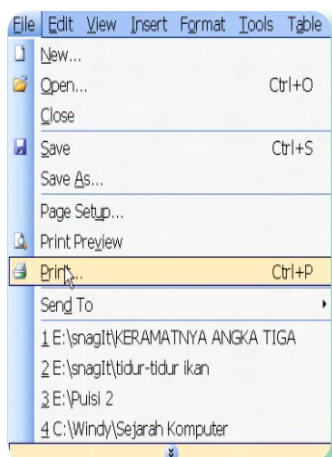 File Edit View Insert Format Tools Table
New...
Open... Ctrl+O
Close
Save Ctrl+S
Save As...
Page Setup...
Print Preview
Print... Ctrl+P
Send To
1 E:\snagIt\KERAMATNYA ANGKA TIGA
2 E:\snagIt\tidur-tidur ikan
3 E:\Puisi 2
4 C:\Windy\Sejarah Komputer